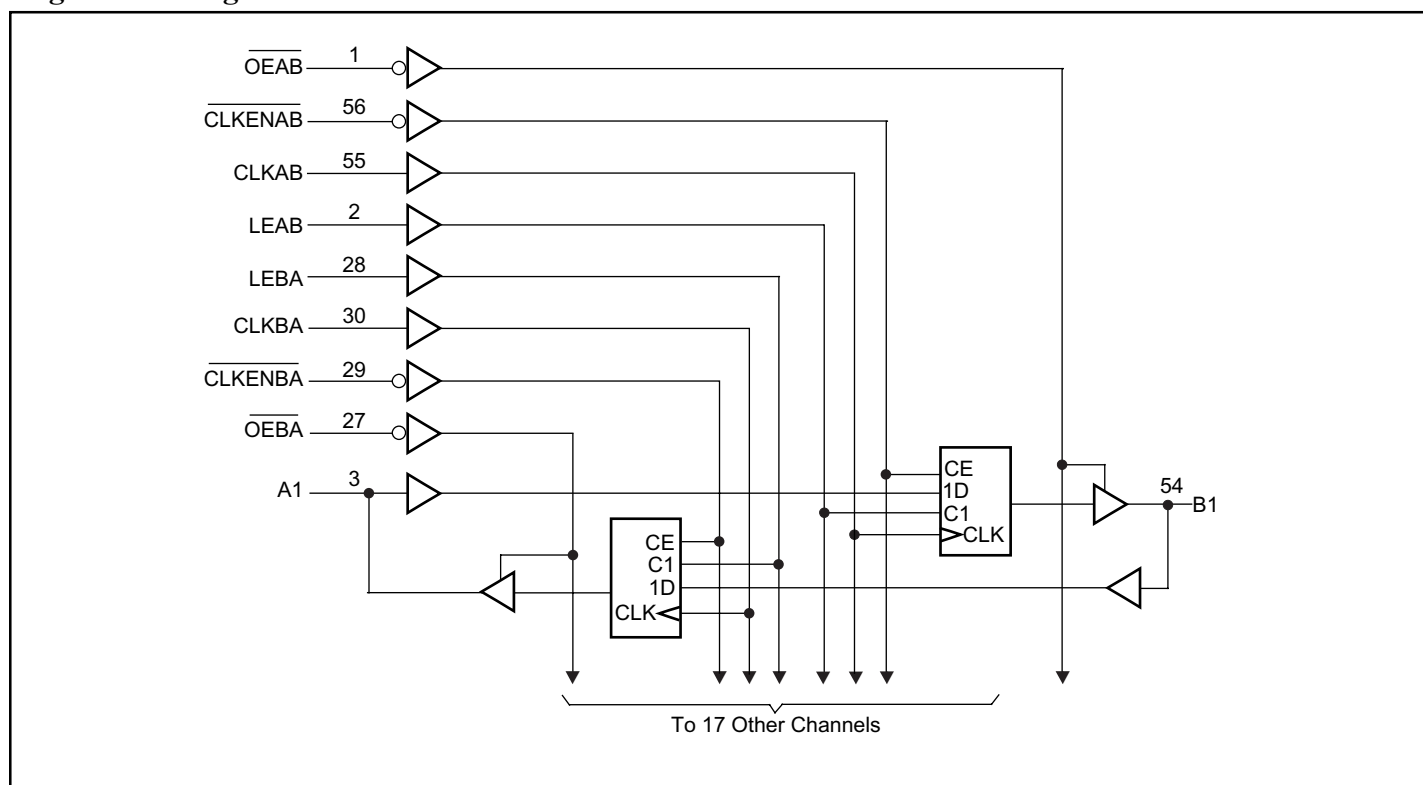 1
OEAB
56
CLKENAB
55
CLKAB
2
LEAB
28
LEBA
30
CLKBA
29
CLKENBA
27
OEBA
3
A1
CE
1D
C1
CLK
54
B1
CE
C1
1D
CLK
To 17 Other Channels